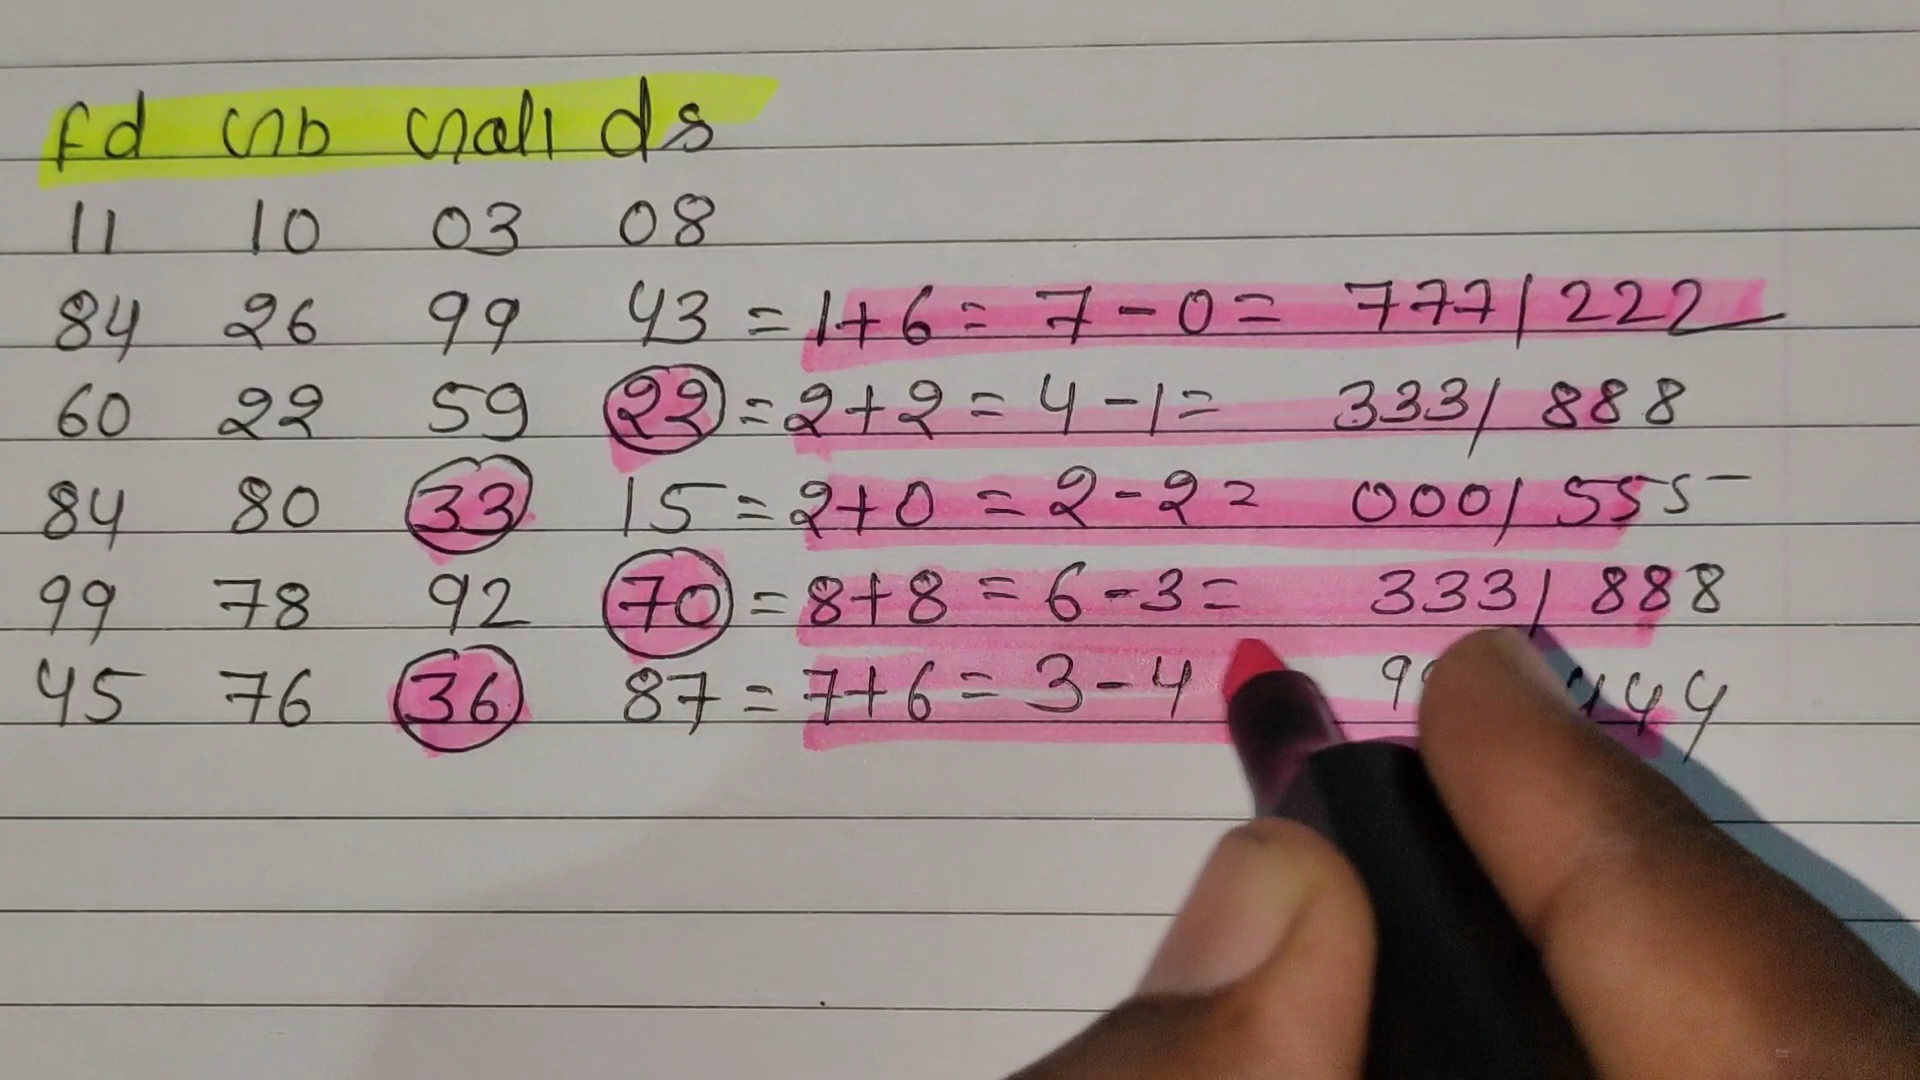 fd gb gali ds
11 10 03 08
84 26 99 43 = 1+6 = 7-0 = 777/222
60 22 59 22 = 2+2 = 4-1= 333/888
84 80 33 15 = 2+0 = 2-2= 000/555
99 78 92 70 = 8+8 = 6-3= 333/888
45 76 36 87 = 7+6 = 3-4